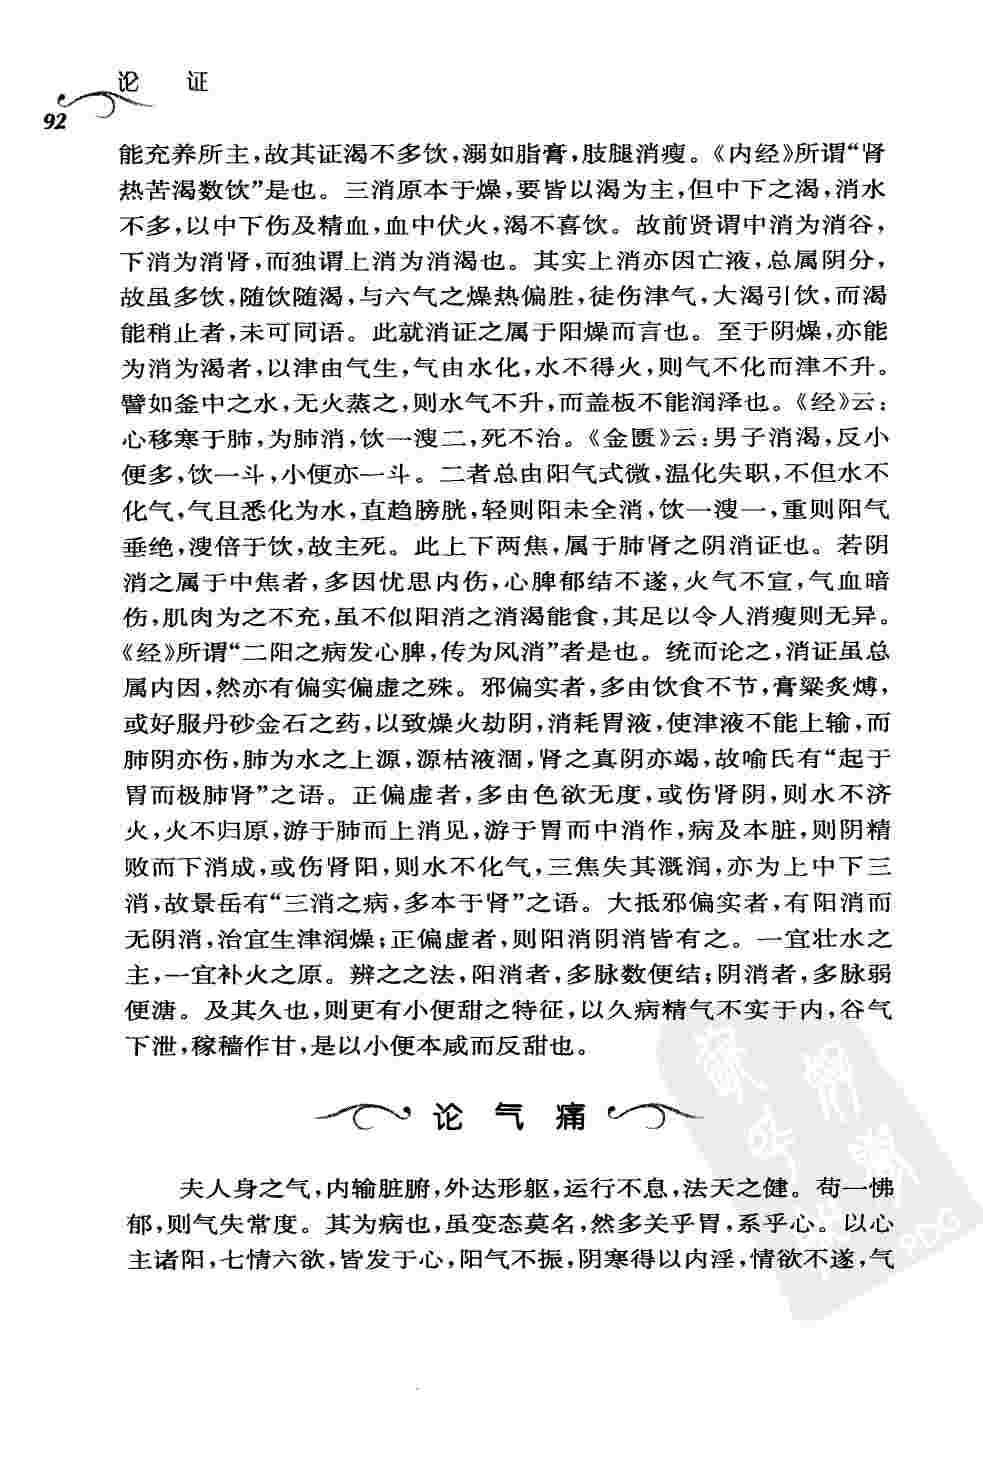 论 证
92
能充养所主，故其证渴不多饮，溺如脂膏，肢腿消瘦。《内经》所谓“肾
热苦渴数饮”是也。三消原本于燥，要皆以渴为主，但中下之渴，消水
不多，以中下伤及精血，血中伏火，渴不喜饮。故前贤谓中消为消谷，
下消为消肾，而独谓上消为消渴也。其实上消亦因亡液，总属阴分，
故虽多饮，随饮随渴，与六气之燥热偏胜，徒伤津气，大渴引饮，而渴
能稍止者，未可同语。此就消证之属于阳燥而言也。至于阴燥，亦能
为消为渴者，以津由气生，气由水化，水不得火，则气不化而津不升。
譬如釜中之水，无火蒸之，则水气不升，而盖板不能润泽也。《经》云：
心移寒于肺，为肺消，饮一溲二，死不治。《金匮》云：男子消渴，反小
便多，饮一斗，小便亦一斗。二者总由阳气式微，温化失职，不但水不
化气，气且悉化为水，直趋膀胱，轻则阳未全消，饮一溲一，重则阳气
垂绝，溲倍于饮，故主死。此上下两焦，属于肺肾之阴消证也。若阴
消之属于中焦者，多因忧思内伤，心脾郁结不遂，火气不宣，气血暗
伤，肌肉为之不充，虽不似阳消之消渴能食，其足以令人消瘦则无异。
《经》所谓“二阳之病发心脾，传为风消”者是也。统而论之，消证虽总
属内因，然亦有偏实偏虚之殊。邪偏实者，多由饮食不节，膏粱炙煿，
或好服丹砂金石之药，以致燥火劫阴，消耗胃液，使津液不能上输，而
肺阴亦伤，肺为水之上源，源枯液涸，肾之真阴亦竭，故喻氏有“起于
胃而极肺肾”之语。正偏虚者，多由色欲无度，或伤肾阴，则水不济
火，火不归原，游于肺而上消见，游于胃而中消作，病及本脏，则阴精
败而下消成，或伤肾阳，则水不化气，三焦失其溉润，亦为上中下三
消，故景岳有“三消之病，多本于肾”之语。大抵邪偏实者，有阳消而
无阴消，治宜生津润燥；正偏虚者，则阳消阴消皆有之。一宜壮水之
主，一宜补火之原。辨之之法，阳消者，多脉数便结；阴消者，多脉弱
便溏。及其久也，则更有小便甜之特征，以久病精气不实于内，谷气
下泄，稼穑作甘，是以小便本咸而反甜也。
论气痛
夫人身之气，内输脏腑，外达形躯，运行不息，法天之健。苟一怫
郁，则气失常度。其为病也，虽变态莫名，然多关乎胃，系乎心。以心
主诸阳，七情六欲，皆发于心，阳气不振，阴寒得以内淫，情欲不遂，气
PDG